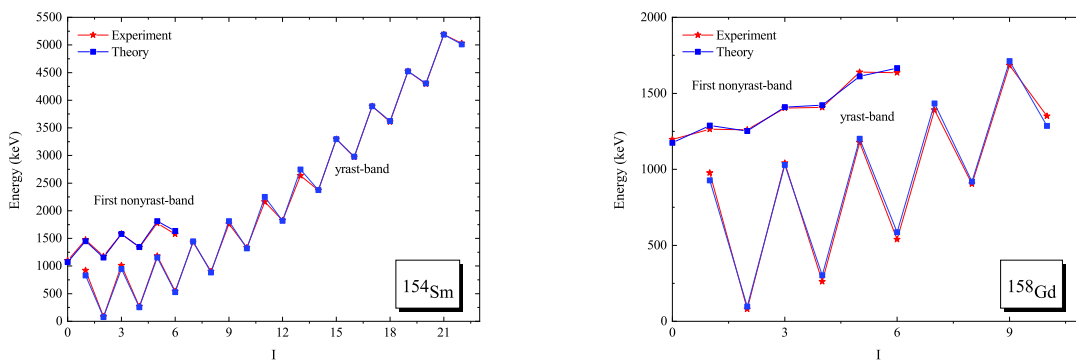 5500
5000
4500
4000
3500
3000
2500
2000
1500
1000
500
0
Energy (keV)
Experiment
Theory
First nonyrast-band
yrast-band
154Sm
0 3 6 9 12 15 18 21
I
2000
1500
1000
500
0
Energy (keV)
Experiment
Theory
First nonyrast-band
yrast-band
158Gd
0 3 6 9
I